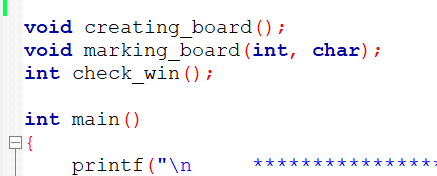 void creating_board();
void marking_board(int, char);
int check_win();
int main()
{
printf("\n     *****************